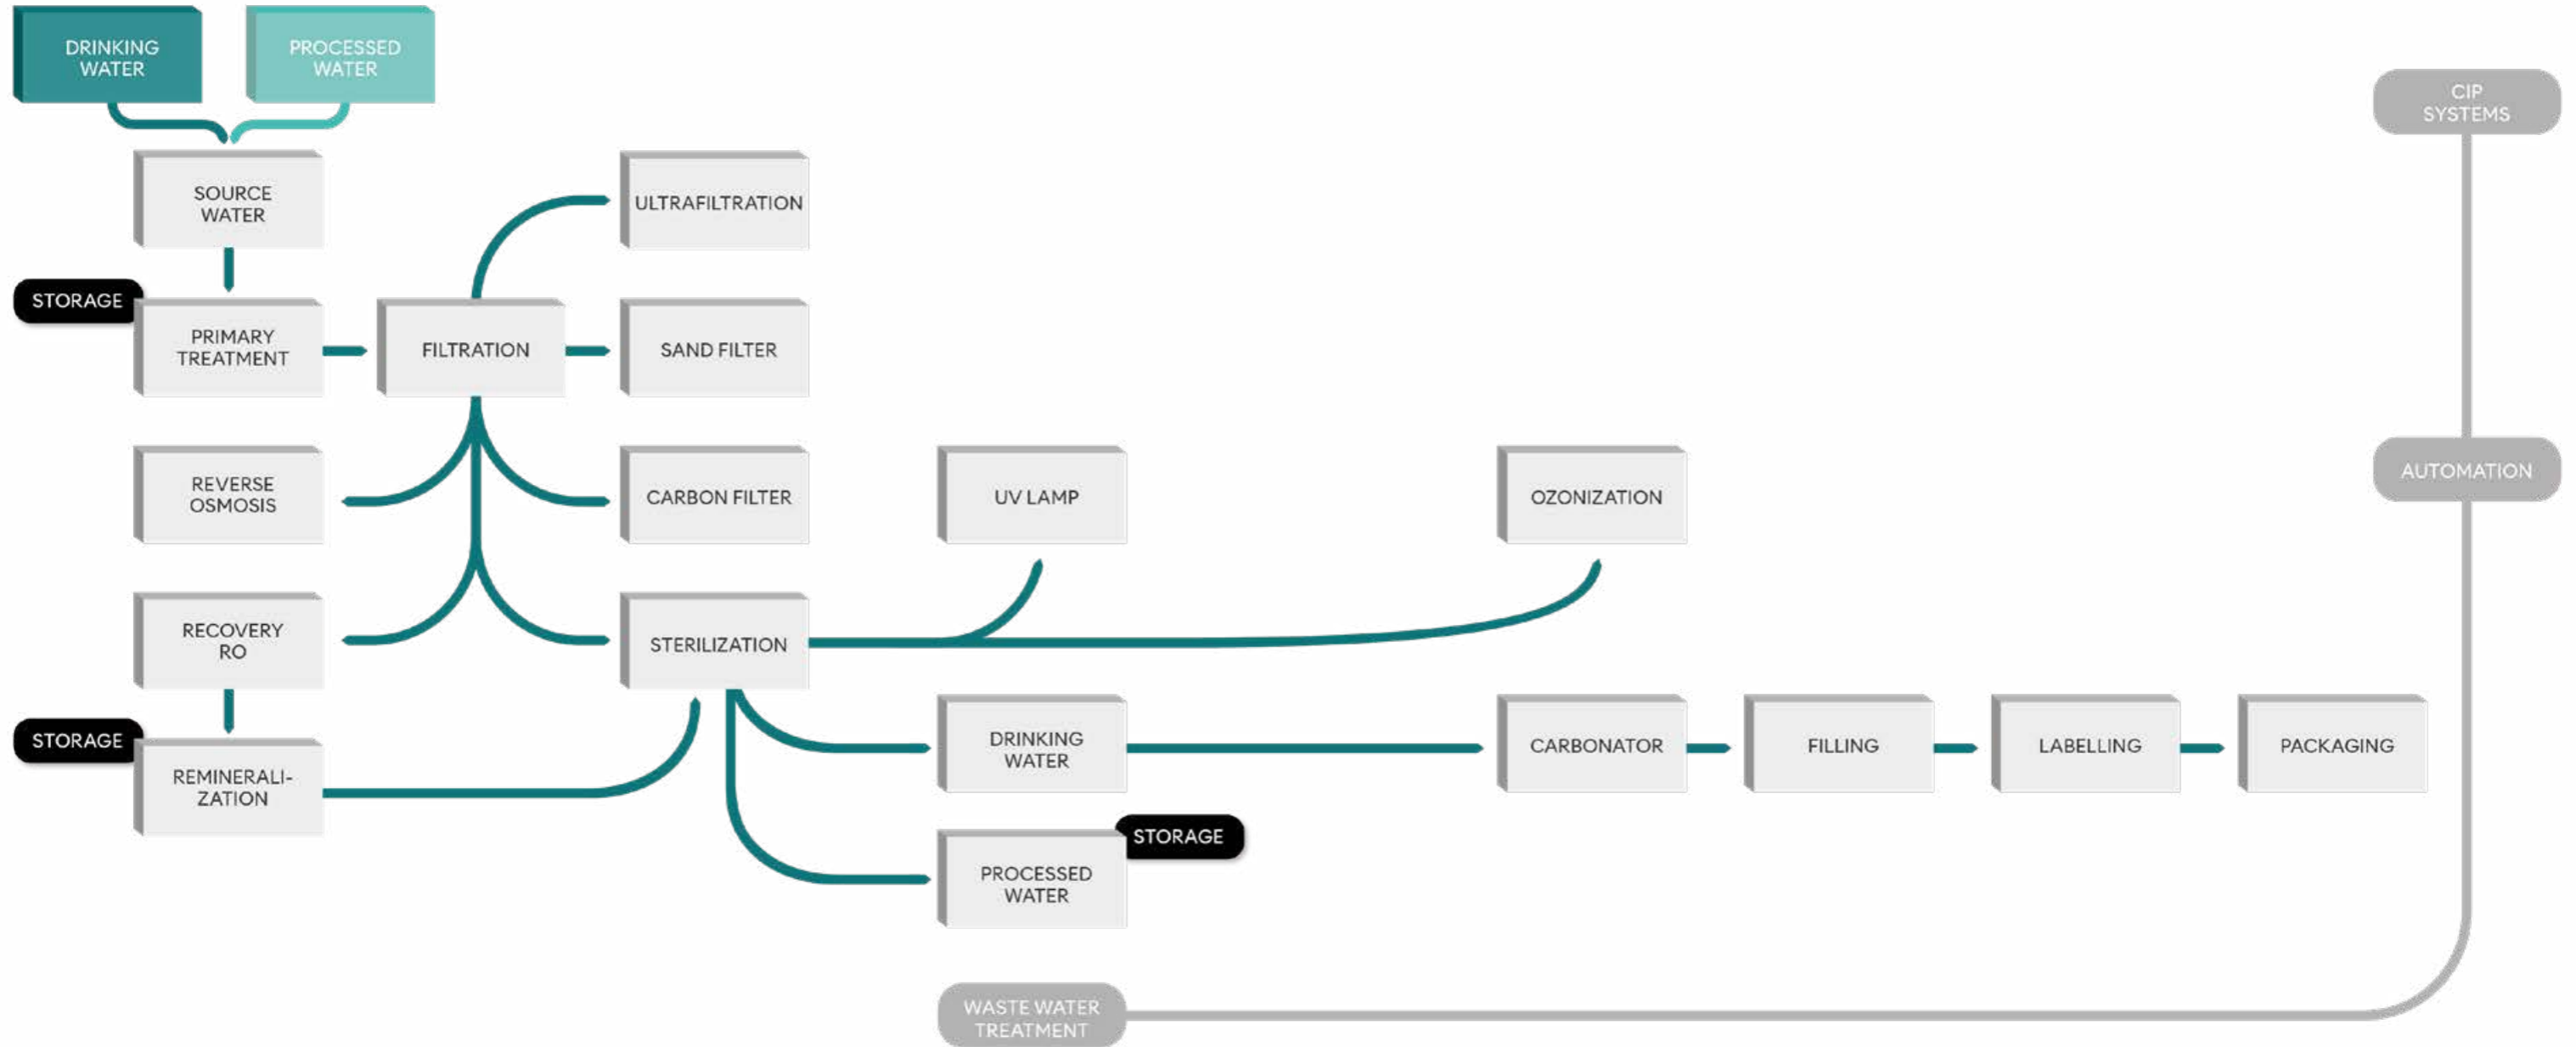 DRINKING
WATER
PROCESSED
WATER
CIP
SYSTEMS
SOURCE
WATER
ULTRAFILTRATION
STORAGE
PRIMARY
TREATMENT
FILTRATION
SAND FILTER
REVERSE
OSMOSIS
CARBON FILTER
UV LAMP
OZONIZATION
AUTOMATION
RECOVERY
RO
STERILIZATION
STORAGE
REMINERALI-
ZATION
DRINKING
WATER
CARBONATOR
FILLING
LABELLING
PACKAGING
STORAGE
PROCESSED
WATER
WASTE WATER
TREATMENT